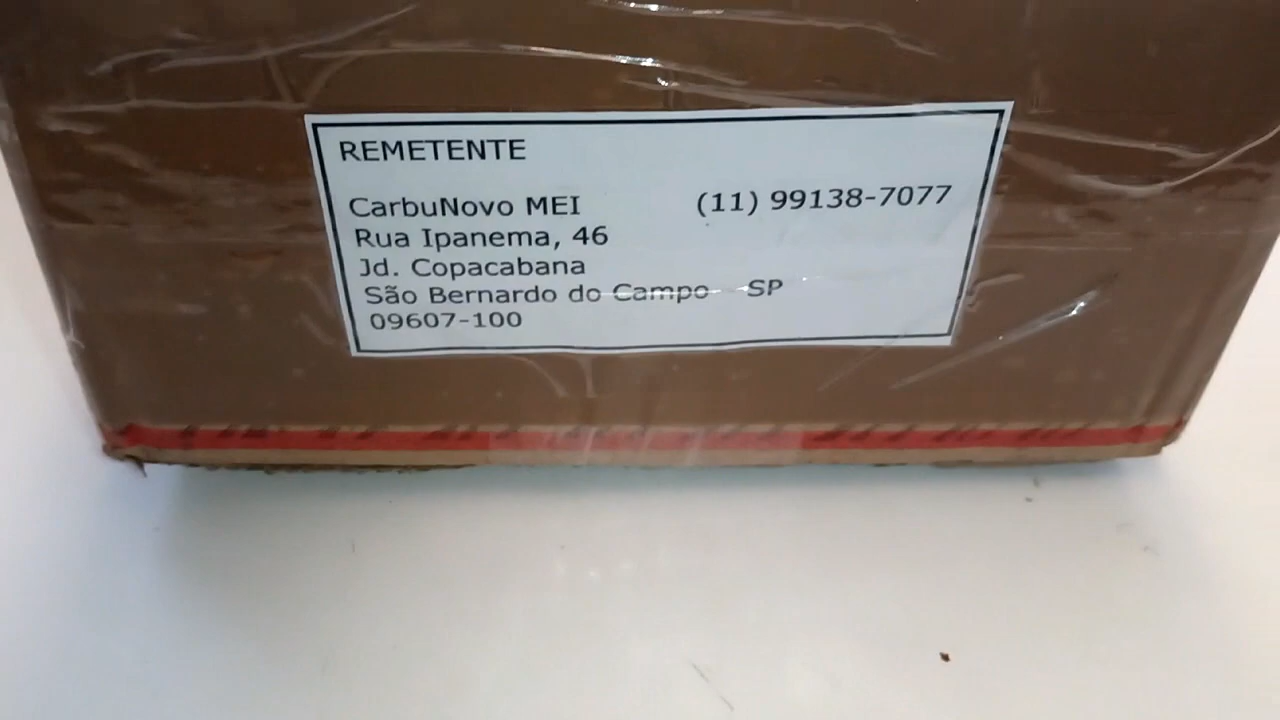 REMETENTE
CarbuNovo MEI (11) 99138-7077
Rua Ipanema, 46
Jd. Copacabana
São Bernardo do Campo - SP
09607-100